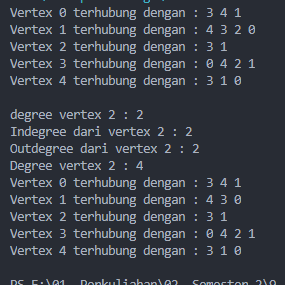 Vertex 0 terhubung dengan : 3 4 1
Vertex 1 terhubung dengan : 4 3 2 0
Vertex 2 terhubung dengan : 3 1
Vertex 3 terhubung dengan : 0 4 2 1
Vertex 4 terhubung dengan : 3 1 0
degree vertex 2 : 2
Indegree dari vertex 2 : 2
Outdegree dari vertex 2 : 2
Degree vertex 2 : 4
Vertex 0 terhubung dengan : 3 4 1
Vertex 1 terhubung dengan : 4 3 0
Vertex 2 terhubung dengan : 3 1
Vertex 3 terhubung dengan : 0 4 2 1
Vertex 4 terhubung dengan : 3 1 0
PS E:\01. Perkuliahan\02. Semester 2\9